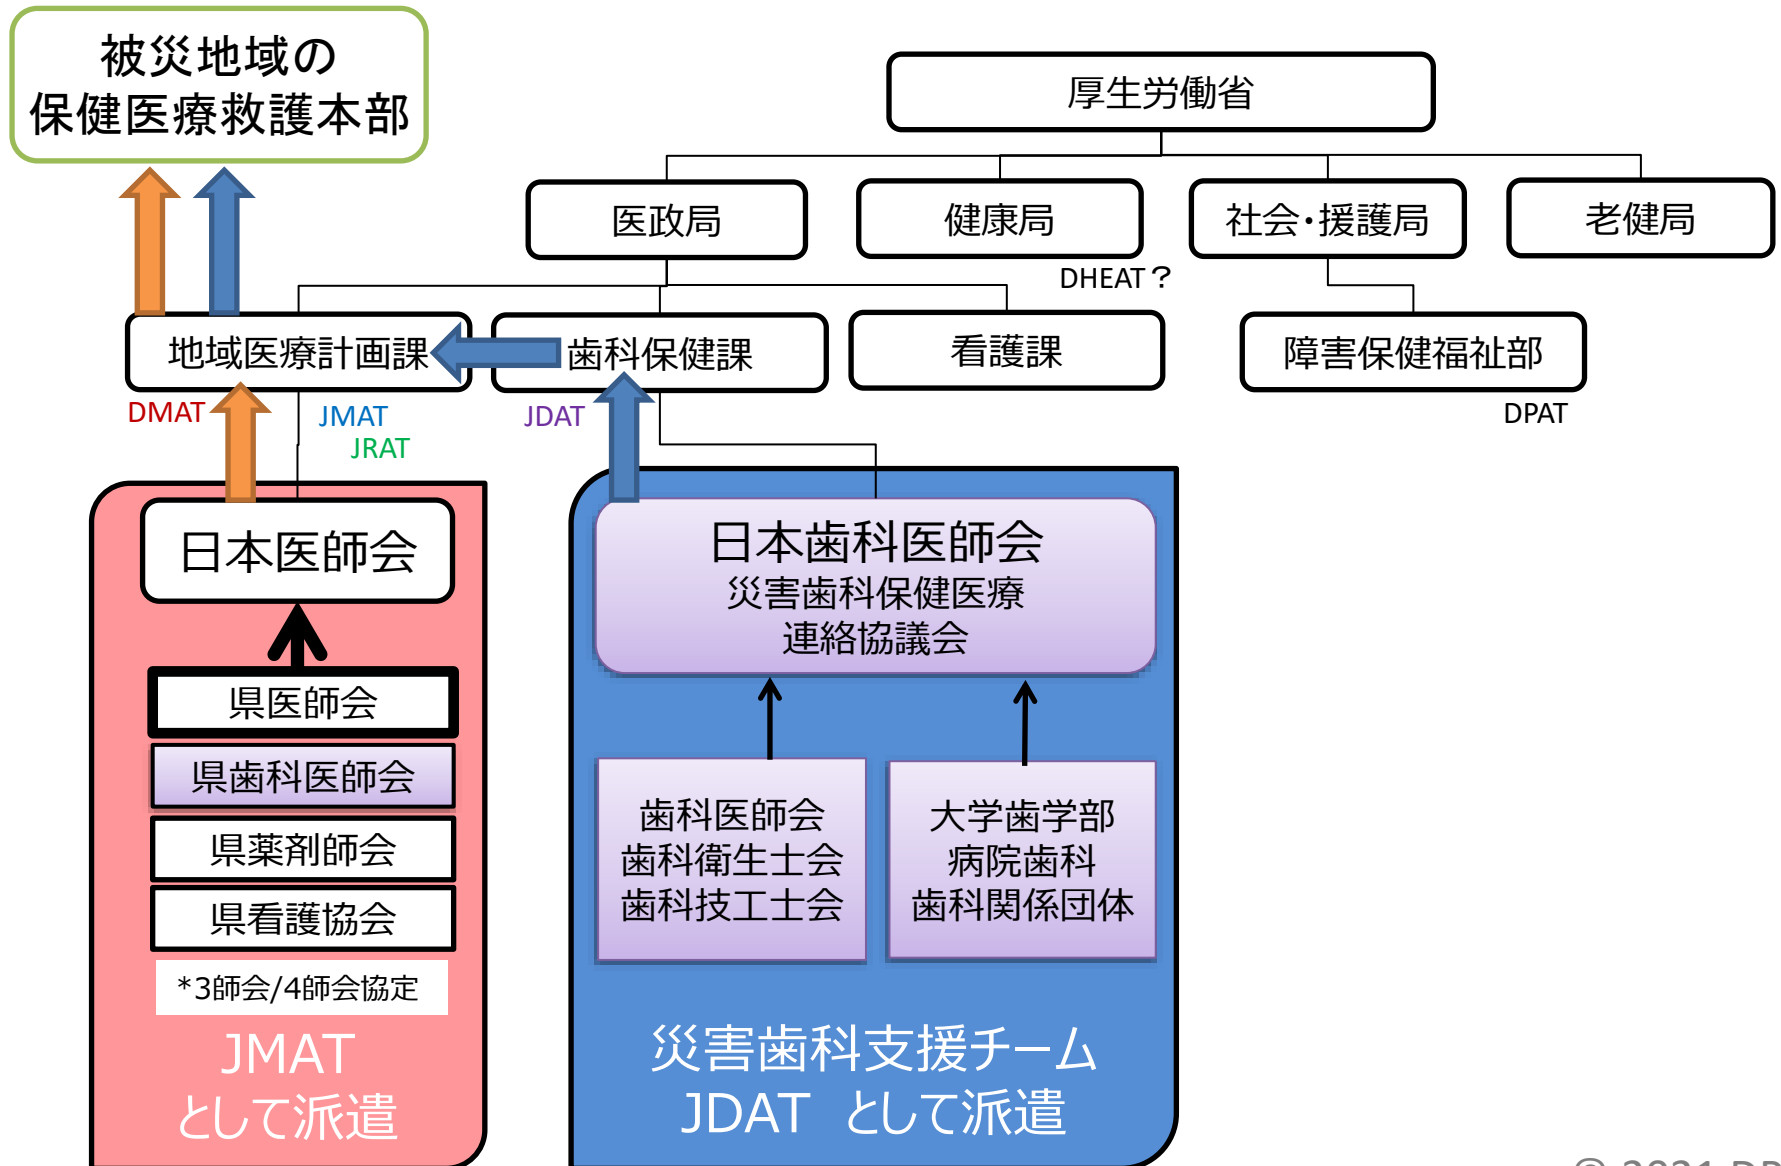 被災地域の
保健医療救護本部
厚生労働省
医政局
健康局
社会・援護局
老健局
DHEAT？
地域医療計画課
歯科保健課
看護課
障害保健福祉部
DMAT
JMAT
JRAT
JDAT
DPAT
日本医師会
県医師会
県歯科医師会
県薬剤師会
県看護協会
*3師会/4師会協定
JMAT
として派遣
日本歯科医師会
災害歯科保健医療
連絡協議会
歯科医師会
歯科衛生士会
歯科技工士会
大学歯学部
病院歯科
歯科関係団体
災害歯科支援チーム
JDAT として派遣